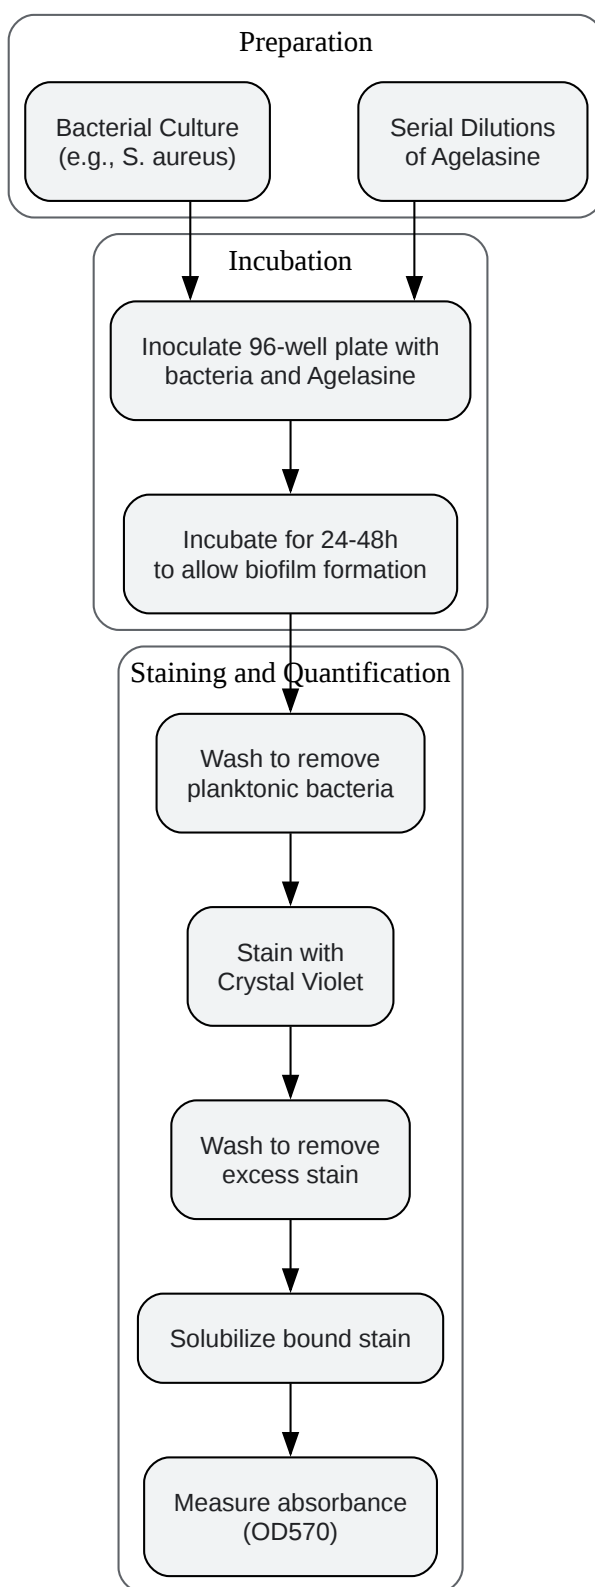 Preparation
Bacterial Culture
(e.g., S. aureus)
Serial Dilutions
of Agelasine
Incubation
Inoculate 96-well plate with
bacteria and Agelasine
Incubate for 24-48h
to allow biofilm formation
Staining and Quantification
Wash to remove
planktonic bacteria
Stain with
Crystal Violet
Wash to remove
excess stain
Solubilize bound stain
Measure absorbance
(OD570)